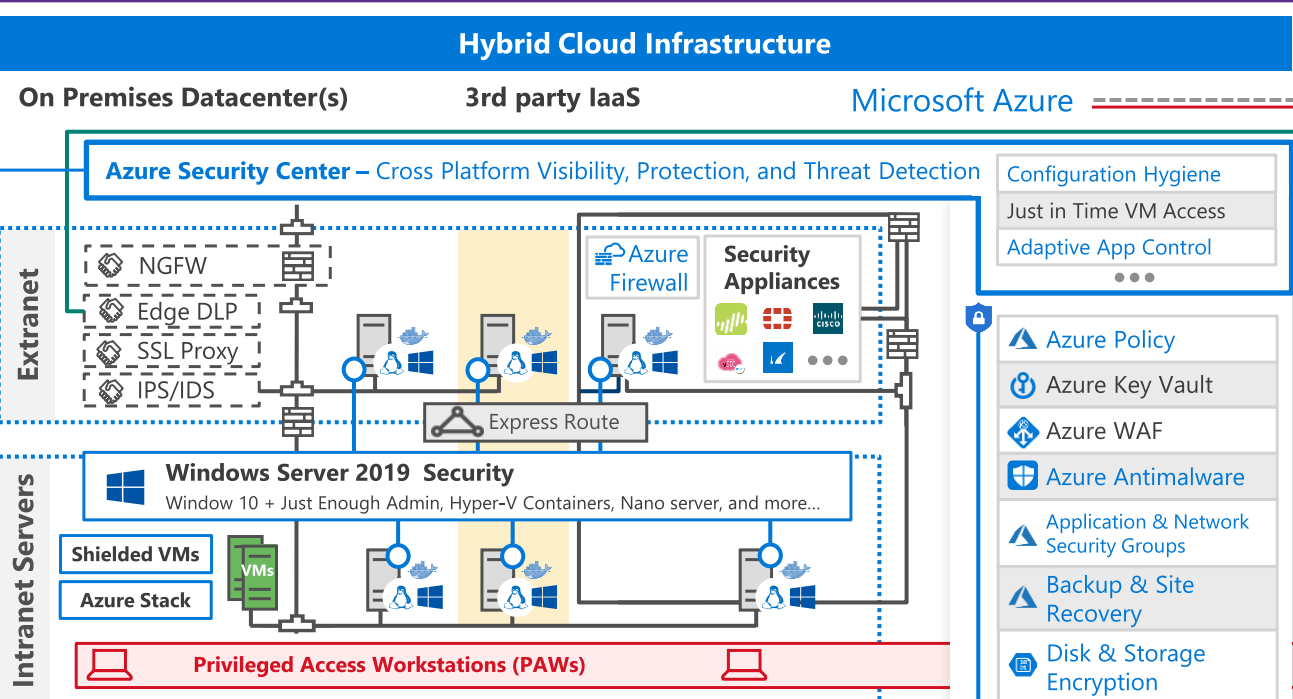 Hybrid Cloud Infrastructure
On Premises Datacenter(s)
3rd party IaaS
Microsoft Azure
Azure Security Center – Cross Platform Visibility, Protection, and Threat Detection
Configuration Hygiene
Just in Time VM Access
Adaptive App Control
Extranet
NGFW
Edge DLP
SSL Proxy
IPS/IDS
Azure
Firewall
Security
Appliances
CISCO
Express Route
Azure Policy
Azure Key Vault
Azure WAF
Azure Antimalware
Application & Network
Security Groups
Backup & Site
Recovery
Disk & Storage
Encryption
Intranet Servers
Windows Server 2019 Security
Window 10 + Just Enough Admin, Hyper-V Containers, Nano server, and more…
Shielded VMs
Azure Stack
VMs
Privileged Access Workstations (PAWs)